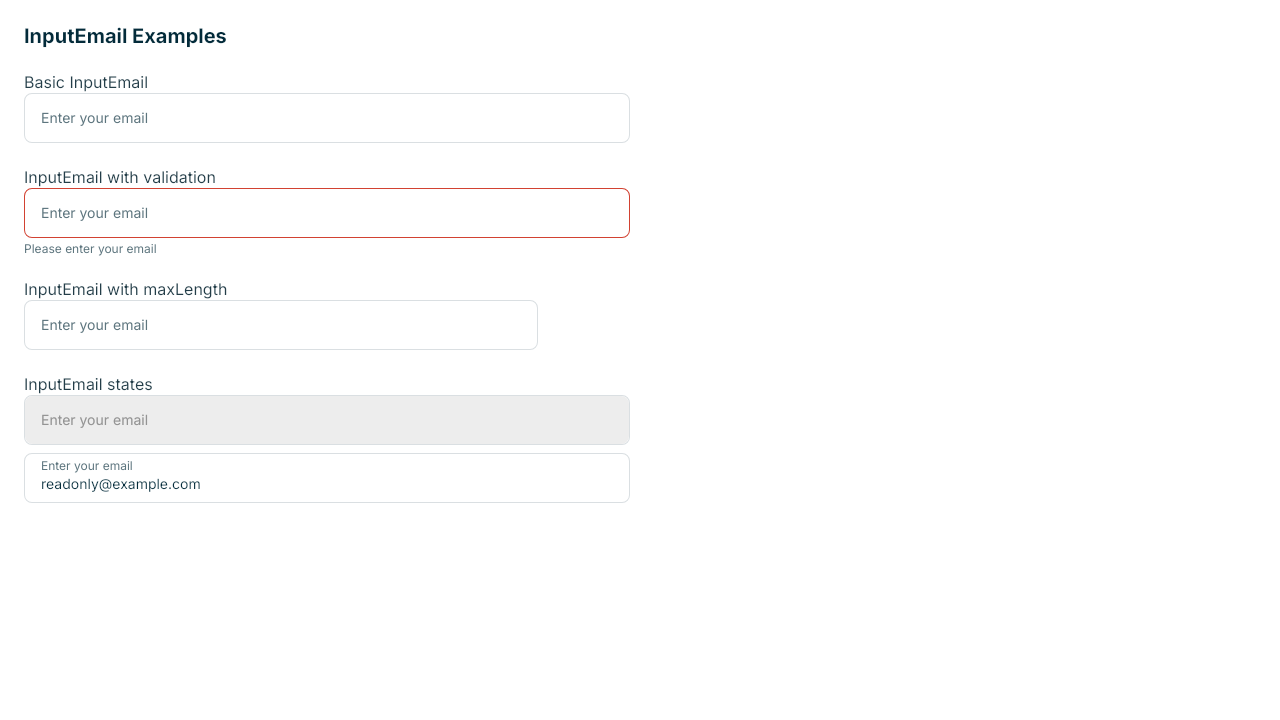 InputEmail Examples
Basic InputEmail
Enter your email
InputEmail with validation
Enter your email
Please enter your email
InputEmail with maxLength
Enter your email
InputEmail states
Enter your email
Enter your email
readonly@example.com